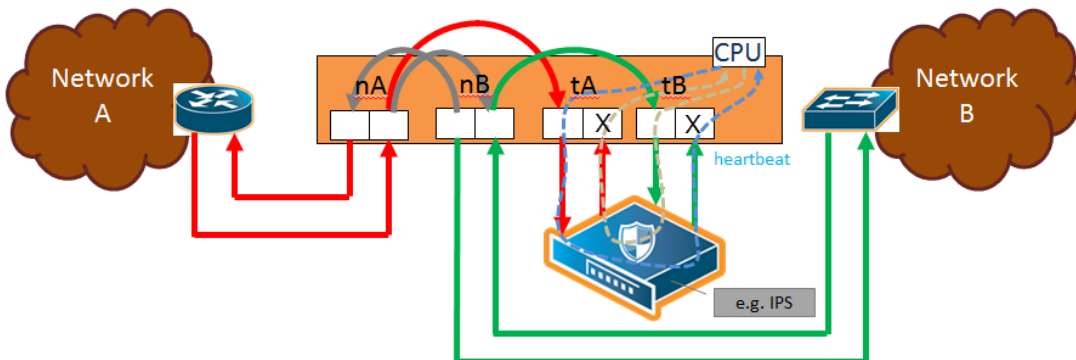 Network
A
nA
nB
tA
tB
CPU
X
X
heartbeat
e.g. IPS
Network
B